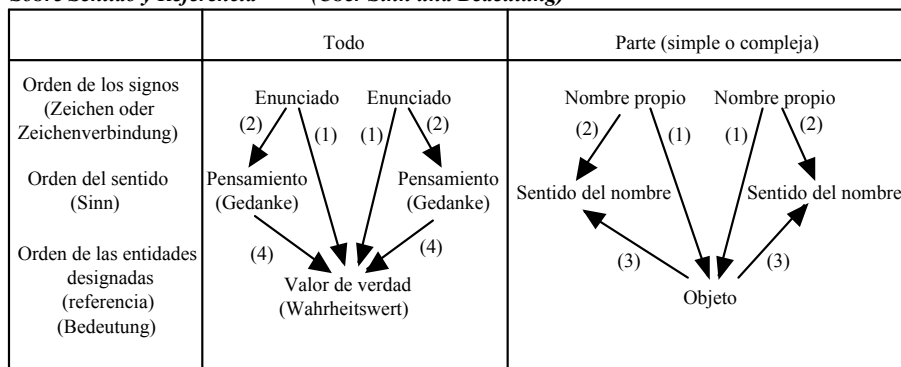 Sobre Sentido y Referencia (Über Sinn und Bedeutung)
Todo
Parte (simple o compleja)
Orden de los signos
(Zeichen oder
Zeichenverbindung)
Enunciado Enunciado
Nombre propio Nombre propio
(2) (1) (1) (2)
(2) (1) (1) (2)
Orden del sentido
(Sinn)
Pensamiento
(Gedanke)
Pensamiento
(Gedanke)
Sentido del nombre Sentido del nombre
Orden de las entidades
designadas
(referencia)
(Bedeutung)
(4) (4)
(3) (3)
Valor de verdad
(Wahrheitswert)
Objeto